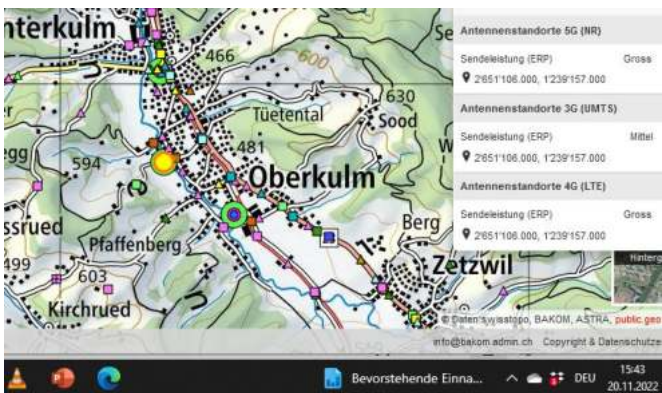 nterkulm
466
600
Se
630
Tüetental
Sood
481
594
Oberkulm
Berg
Pfaffenberg
499
Zetzwil
603
Kirchrued
Antennenstandorte 5G (NR)
Sendeleistung (ERP) Gross
2'651'106.000, 1'239'157.000
Antennenstandorte 3G (UMTS)
Sendeleistung (ERP) Mittel
2'651'106.000, 1'239'157.000
Antennenstandorte 4G (LTE)
Sendeleistung (ERP) Gross
2'651'106.000, 1'239'157.000
Hinterg
© Daten:swisstopo, BAKOM, ASTRA, public.geo
info@bakom.admin.ch Copyright & Datenschutze
Bevorstehende Einna... DEU 15:43
20.11.2022